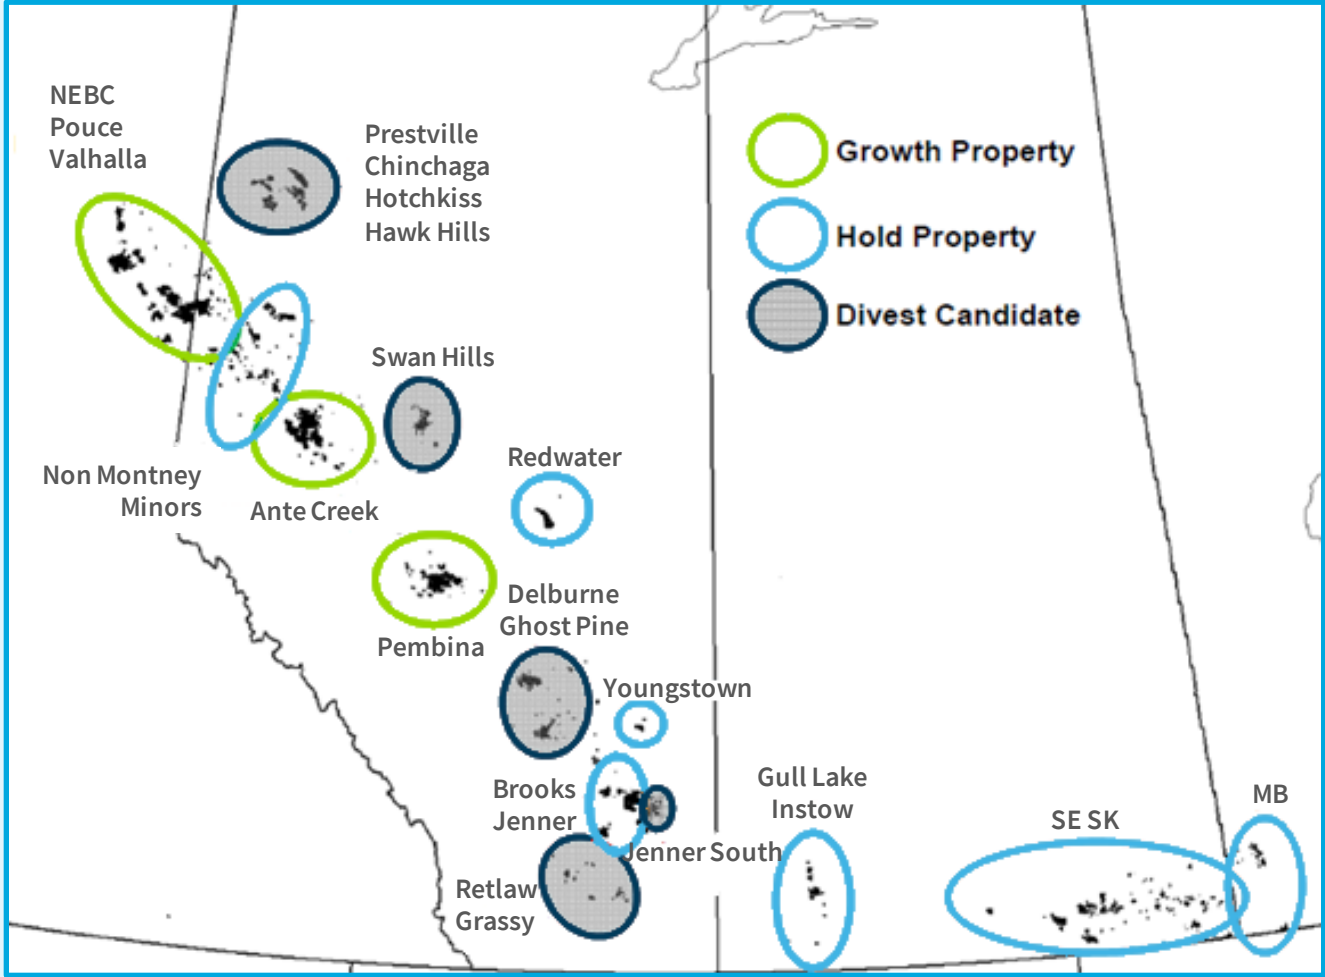 NEBC
Pouce
Valhalla
Prestville
Chinchaga
Hotchkiss
Hawk Hills
Growth Property
Hold Property
Divest Candidate
Swan Hills
Non Montney
Minors
Ante Creek
Redwater
Pembina
Delburne
Ghost Pine
Youngstown
Brooks
Jenner
Jenner South
Retlaw
Grassy
Gull Lake
Instow
SE SK
MB